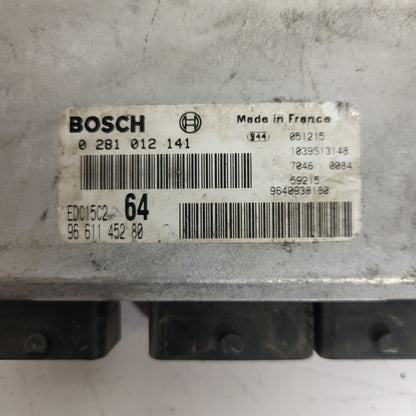 BOSCH
Made in France
0 281 012 141
944 051215
1039S13148
7046 0084
59215
9640938180
EDC15C2 64
96 611 452 80